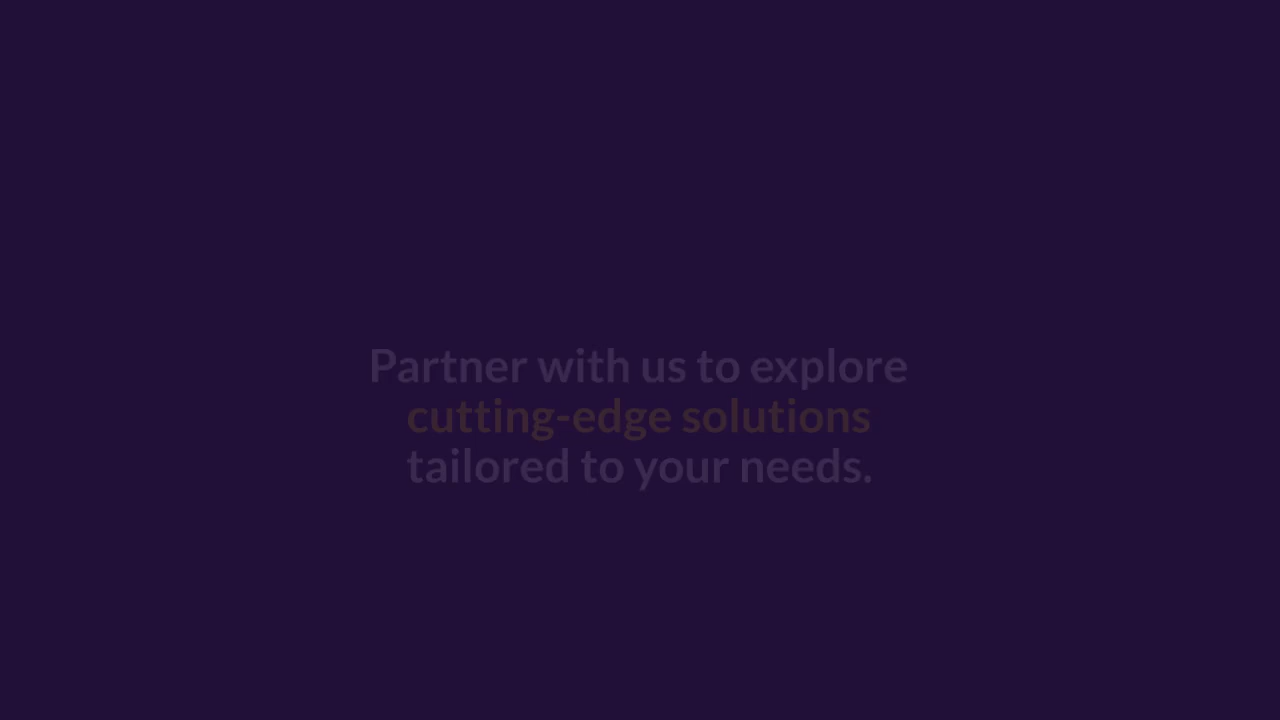 Partner with us to explore
cutting-edge solutions
tailored to your needs.